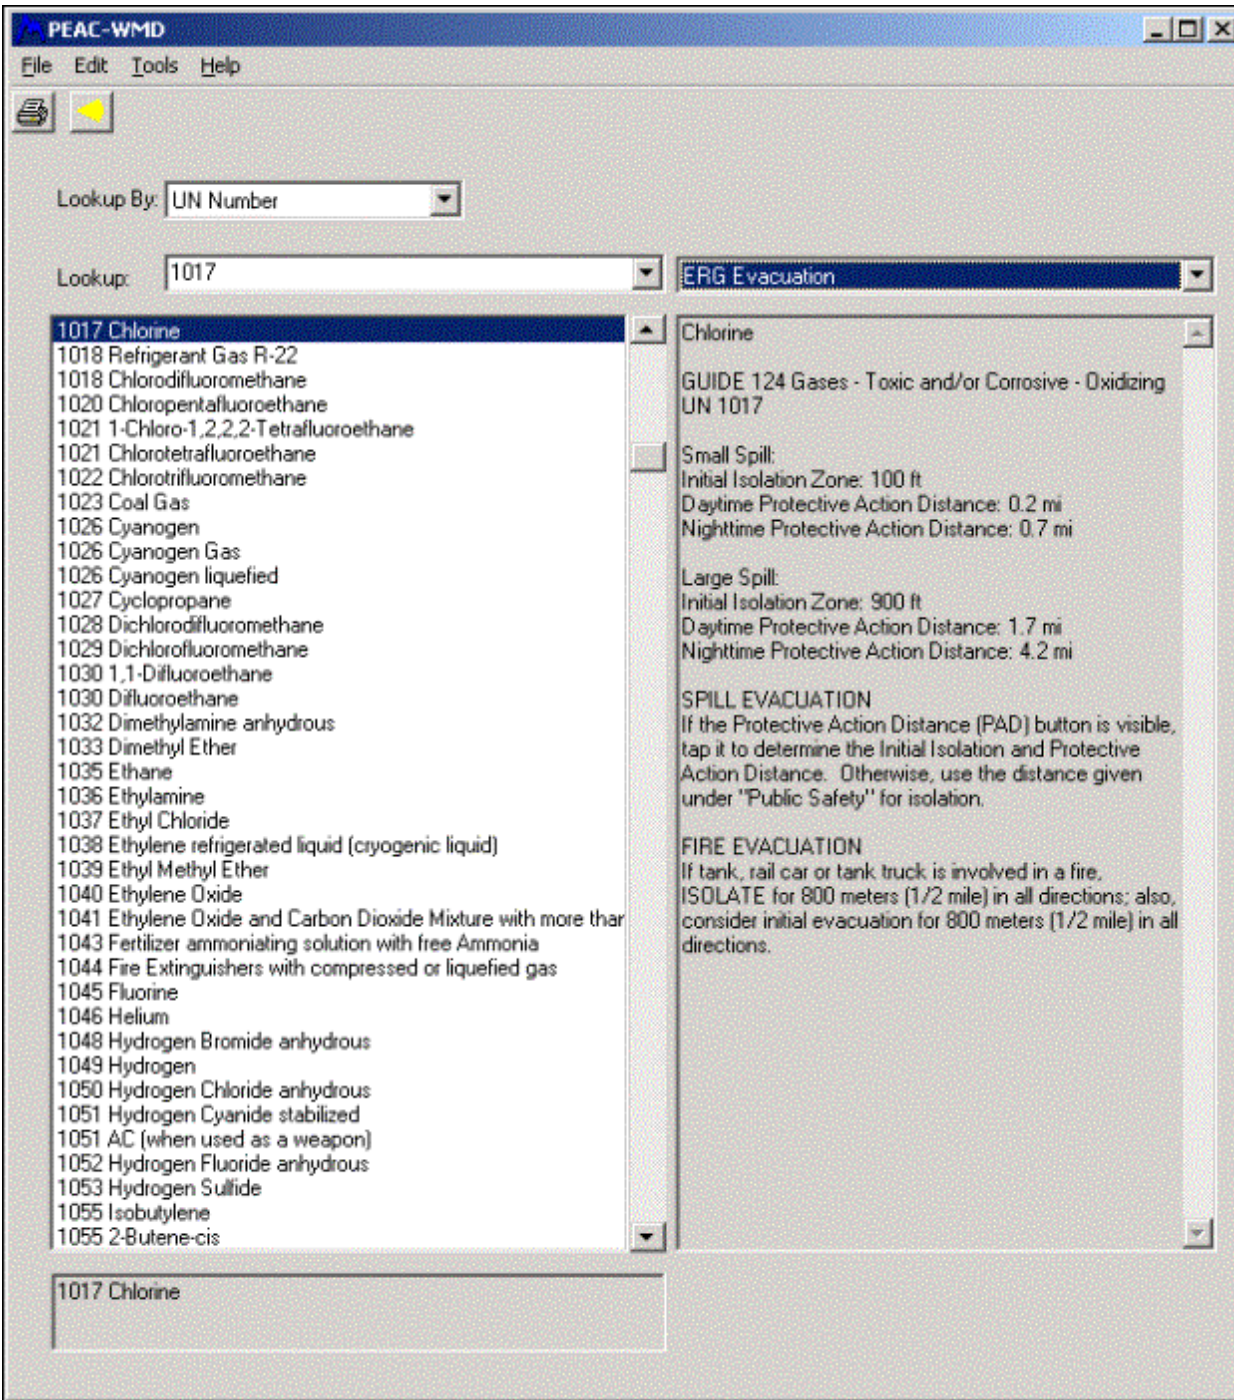 PEAC-WMD
File Edit Tools Help
Lookup By: UN Number
Lookup: 1017
ERG Evacuation
1017 Chlorine
1018 Refrigerant Gas R-22
1018 Chlorodifluoromethane
1020 Chloropentafluoroethane
1021 1-Chloro-1,2,2,2-Tetrafluoroethane
1021 Chlorotetrafluoroethane
1022 Chlorotrifluoromethane
1023 Coal Gas
1026 Cyanogen
1026 Cyanogen Gas
1026 Cyanogen liquefied
1027 Cyclopropane
1028 Dichlorodifluoromethane
1029 Dichlorofluoromethane
1030 1,1-Difluoroethane
1030 Difluoroethane
1032 Dimethylamine anhydrous
1033 Dimethyl Ether
1035 Ethane
1036 Ethylamine
1037 Ethyl Chloride
1038 Ethylene refrigerated liquid (cryogenic liquid)
1039 Ethyl Methyl Ether
1040 Ethylene Oxide
1041 Ethylene Oxide and Carbon Dioxide Mixture with more thar
1043 Fertilizer ammoniating solution with free Ammonia
1044 Fire Extinguishers with compressed or liquefied gas
1045 Fluorine
1046 Helium
1048 Hydrogen Bromide anhydrous
1049 Hydrogen
1050 Hydrogen Chloride anhydrous
1051 Hydrogen Cyanide stabilized
1051 AC (when used as a weapon)
1052 Hydrogen Fluoride anhydrous
1053 Hydrogen Sulfide
1055 Isobutylene
1055 2-Butene-cis
Chlorine
GUIDE 124 Gases - Toxic and/or Corrosive - Oxidizing
UN 1017
Small Spill:
Initial Isolation Zone: 100 ft
Daytime Protective Action Distance: 0.2 mi
Nighttime Protective Action Distance: 0.7 mi
Large Spill:
Initial Isolation Zone: 900 ft
Daytime Protective Action Distance: 1.7 mi
Nighttime Protective Action Distance: 4.2 mi
SPILL EVACUATION
If the Protective Action Distance (PAD) button is visible,
tap it to determine the Initial Isolation and Protective
Action Distance. Otherwise, use the distance given
under "Public Safety" for isolation.
FIRE EVACUATION
If tank, rail car or tank truck is involved in a fire,
ISOLATE for 800 meters (1/2 mile) in all directions; also,
consider initial evacuation for 800 meters (1/2 mile) in all
directions.
1017 Chlorine